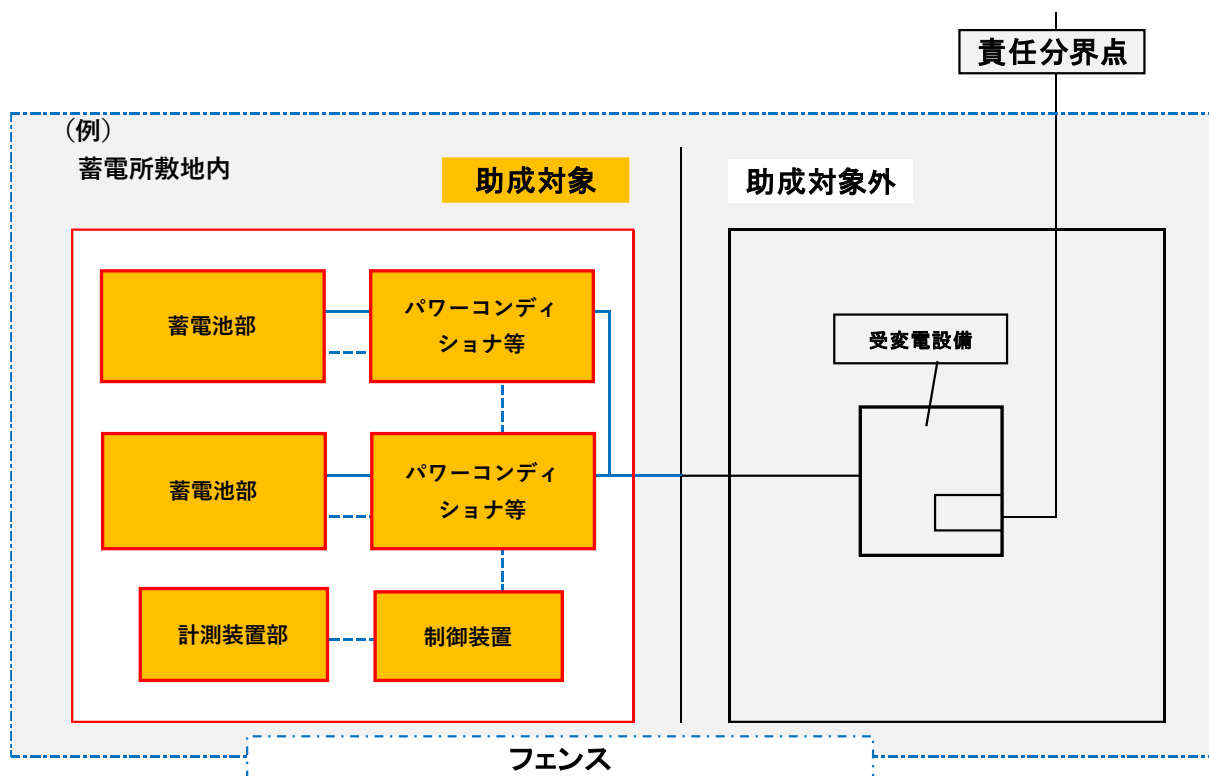 責任分界点
（例）
蓄電所敷地内
助成対象
助成対象外
蓄電池部
パワーコンディ
ショナ等
受変電設備
蓄電池部
パワーコンディ
ショナ等
計測装置部
制御装置
フェンス